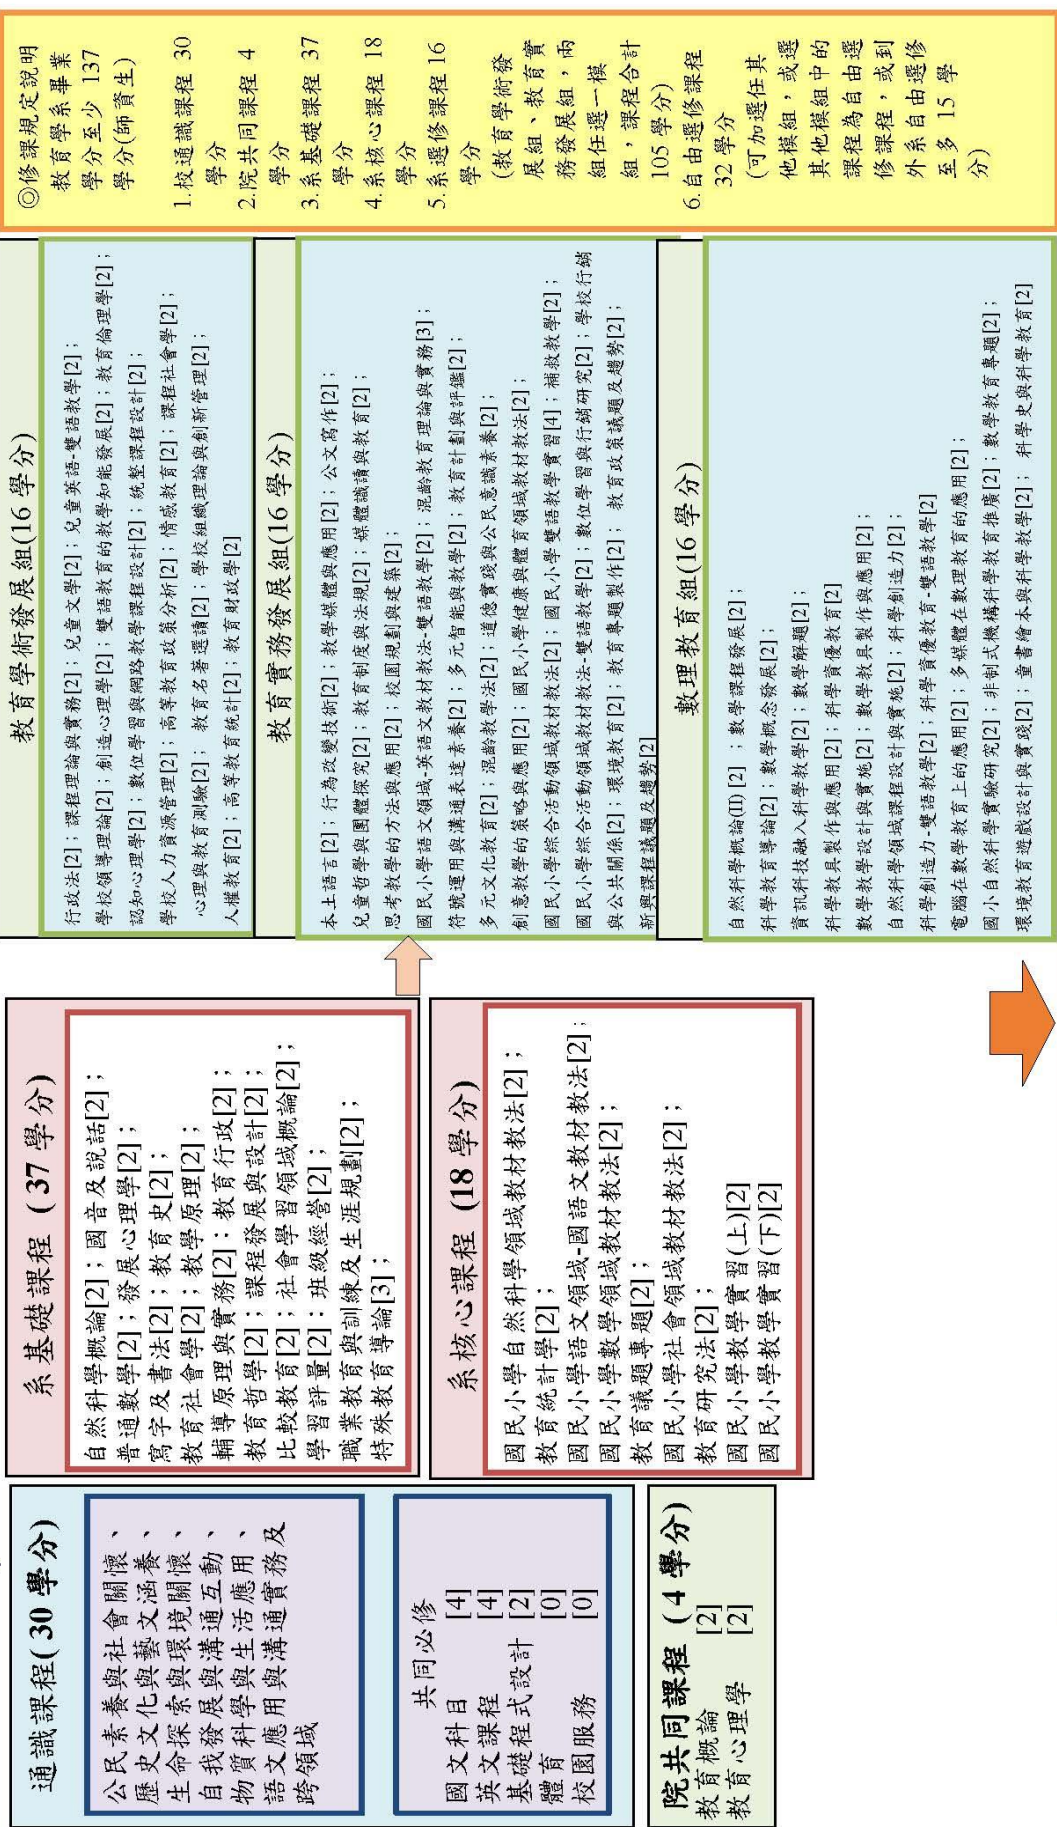 通識課程(30 學分)
公民素養與社會關懷、
歷史文化與藝文涵養、
生命探索與環境關懷、
自我發展與溝通互動、
物質科學與生活應用、
語文應用與溝通實務及
跨領域
共同必修
國文科目 [4]
英文課程 [4]
基礎程式設計 [2]
體育 [0]
校園服務 [0]
院共同課程 (4 學分)
教育概論 [2]
教育心理學 [2]
系基礎課程 (37 學分)
自然科學概論[2]；國音及說話[2]；
普通數學[2]；發展心理學[2]；
寫字及書法[2]；教育史[2]；
教育社會學[2]；教學原理[2]；
輔導原理與實務[2]：教育行政[2]；
教育哲學[2]；課程發展與設計[2]；
比較教育[2]；社會學習領域概論[2]；
學習評量[2]：班級經營[2]；
職業教育與訓練及生涯規劃[2]；
特殊教育導論[3]；
系核心課程 (18 學分)
國民小學自然科學領域教材教法[2]；
教育統計學[2]；
國民小學語文領域-國語文教材教法[2]；
國民小學數學領域教材教法[2]；
教育議題專題[2]；
國民小學社會領域教材教法[2]；
教育研究法[2]；
國民小學教學實習(上)[2]
國民小學教學實習(下)[2]
教育學術發展組(16 學分)
行政法[2]；課程理論與實務[2]；兒童文學[2]；兒童英語-雙語教學[2]；
學校領導理論[2]；創造心理學[2]；雙語教育的教學知能發展[2]；教育倫理學[2]；
認知心理學[2]；數位學習與網路教學課程設計[2]；統整課程設計[2]；
學校人力資源管理[2]；高等教育政策分析[2]；情感教育[2]；課程社會學[2]；
心理與教育測驗[2]； 教育名著選讀[2]；學校組織理論與創新管理[2]；
人權教育[2]；高等教育統計[2]；教育財政學[2]
教育實務發展組(16 學分)
本土語言[2]；行為改變技術[2]；教學媒體與應用[2]；公文寫作[2]；
兒童哲學與團體探究[2]；教育制度與法規[2]；媒體識讀與教育[2]；
思考教學的方法與應用[2]；校園規劃與建築[2]；
國民小學語文領域-英語文教材教法-雙語教學[2]；混齡教育理論與實務[3]；
符號運用與溝通表達素養[2]；多元智能與教學[2]；教育計劃與評鑑[2]；
多元文化教育[2]；混齡教學法[2]；道德實踐與公民意識素養[2]；
創意教學的策略與應用[2]；國民小學健康與體育領域教材教法[2]；
國民小學綜合活動領域教材教法[2]；國民小學雙語教學實習[4]；補救教學[2]；
國民小學綜合活動領域教材教法-雙語教學[2]；數位學習與行銷研究[2]；學校行銷
與公共關係[2]；環境教育[2]；教育專題製作[2]； 教育政策議題及趨勢[2]；
新興課程議題及趨勢[2]
數理教育組(16 學分)
自然科學概論(II) [2] ；數學課程發展[2]；
科學教育導論[2]；數學概念發展[2]；
資訊科技融入科學教學[2]；數學解題[2]；
科學教具製作與應用[2]；科學資優教育[2]
數學教學設計與實施[2]；數學教具製作與應用[2]；
自然科學領域課程設計與實施[2]；科學創造力[2]；
科學創造力-雙語教學[2]；科學資優教育-雙語教學[2]
電腦在數學教育上的應用[2]；多媒體在數理教育的應用[2]；
國小自然科學實驗研究[2]；非制式機構科學教育推廣[2]；數學教育專題[2]；
環境教育遊戲設計與實踐[2]；童書繪本與科學教學[2]； 科學史與科學教育[2]
◎修課規定說明
教育學系畢業
學分至少 137
學分(師資生)
1.校通識課程 30
學分
2.院共同課程 4
學分
3.系基礎課程 37
學分
4.系核心課程 18
學分
5.系選修課程 16
學分
(教育學術發
展組、教育實
務發展組，兩
組任選一模
組，課程合計
105 學分)
6.自由選修課程
32 學分
(可加選任其
他模組，或選
其他模組中的
課程為自由選
修課程，或到
外系自由選修
至多 15 學
分)